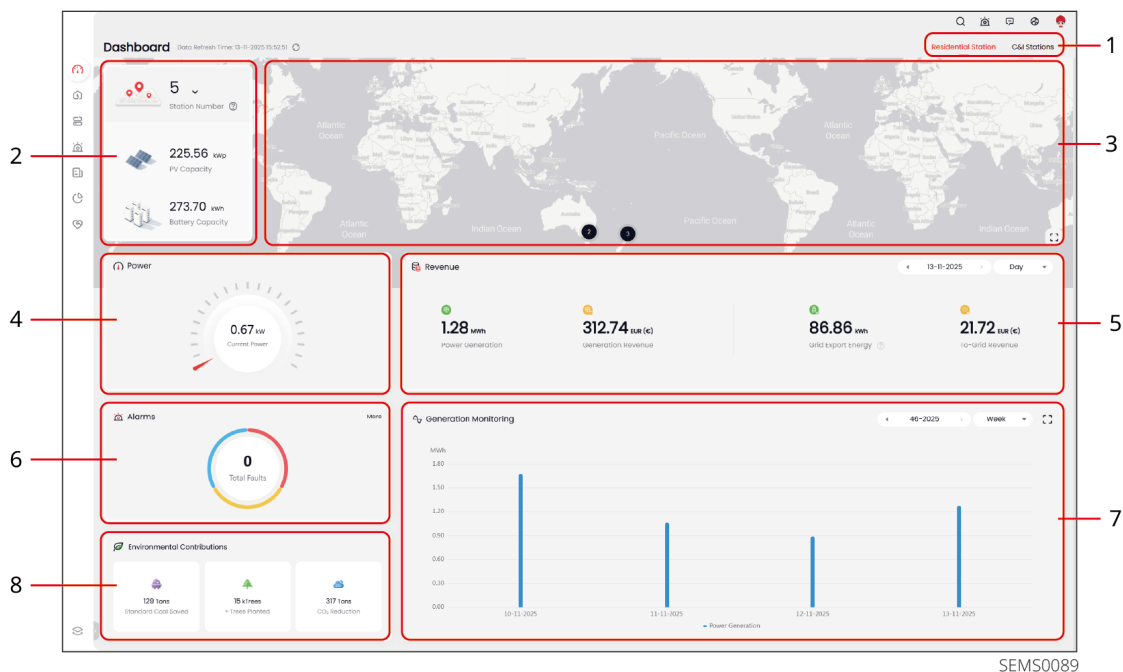 Dashboard Data Refresh Time: 13-11-2025 15:52:51
Residential Station C&I Stations
1
5
Station Number
225.56 kWp
PV Capacity
273.70 kWh
Battery Capacity
2
Atlantic
Ocean
Pacific Ocean
Atlantic
Ocean
Atlantic
Ocean
Indian Ocean
Australia
Pacific Ocean
Atlantic
Ocean
Indian Ocean
2
3
3
Power
0.67 kW
Current Power
4
Revenue
13-11-2025 Day
1.28 MWh
Power Generation
312.74 EUR (€)
Generation Revenue
86.86 kWh
Grid Export Energy
21.72 EUR (€)
To-Grid Revenue
5
Alarms More
0
Total Faults
6
Generation Monitoring
46-2025 Week
MWh
1.80
1.50
1.20
0.90
0.60
0.30
0.00
10-11-2025 11-11-2025 12-11-2025 13-11-2025
Power Generation
7
Environmental Contributions
129 Tons
Standard Coal Saved
15 kTrees
+ Trees Planted
317 Tons
CO₂ Reduction
8
SEMS0089